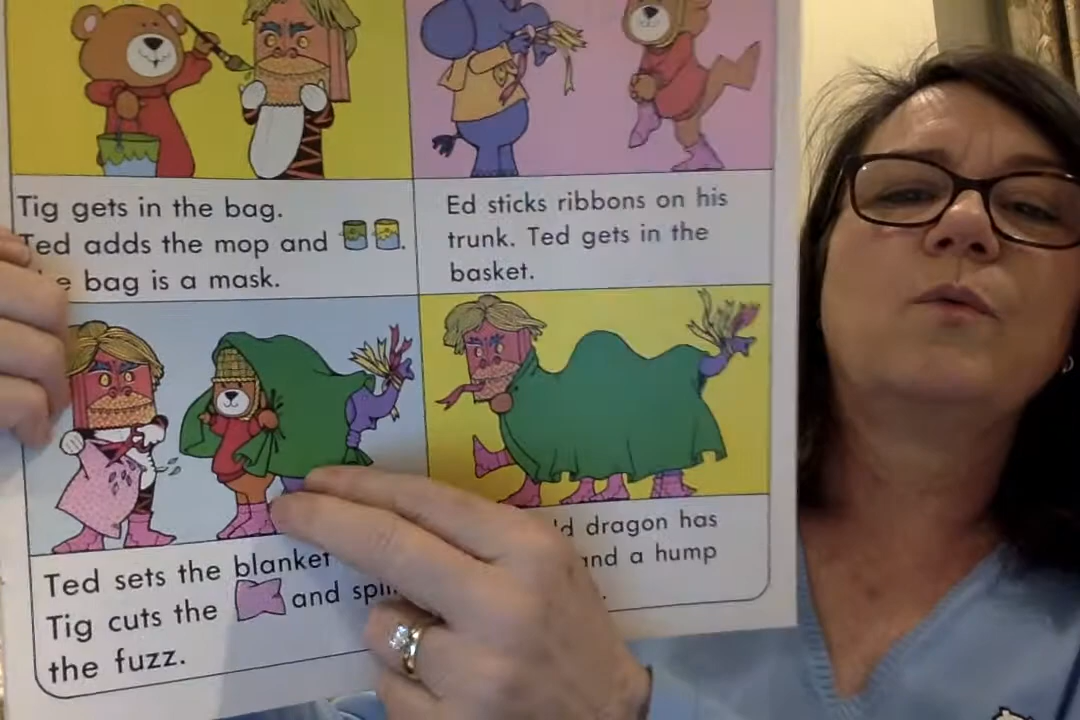 Tig gets in the bag.
Ted adds the mop and
bag is a mask.
Ed sticks ribbons on his
trunk. Ted gets in the
basket.
Ted sets the blanket
Tig cuts the and
the fuzz.
dragon has
and a hump